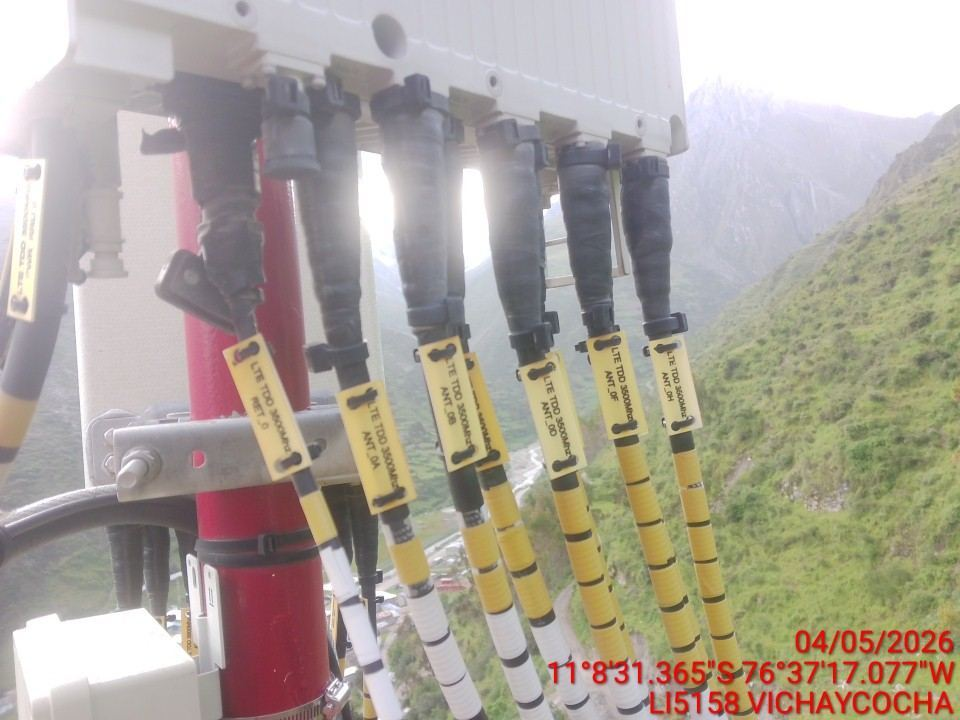 LTE TDD 3500Mhz
RET_0
LTE TDD 3500Mhz
ANT_0A
LTE TDD 3500Mhz
ANT_0B
LTE TDD 3500Mhz
ANT_0D
LTE TDD 3500Mhz
ANT_0F
LTE TDD 3500Mhz
ANT_0H
04/05/2026
11°8'31.365"S 76°37'17.077"W
LI5158 VICHAYCOCHA